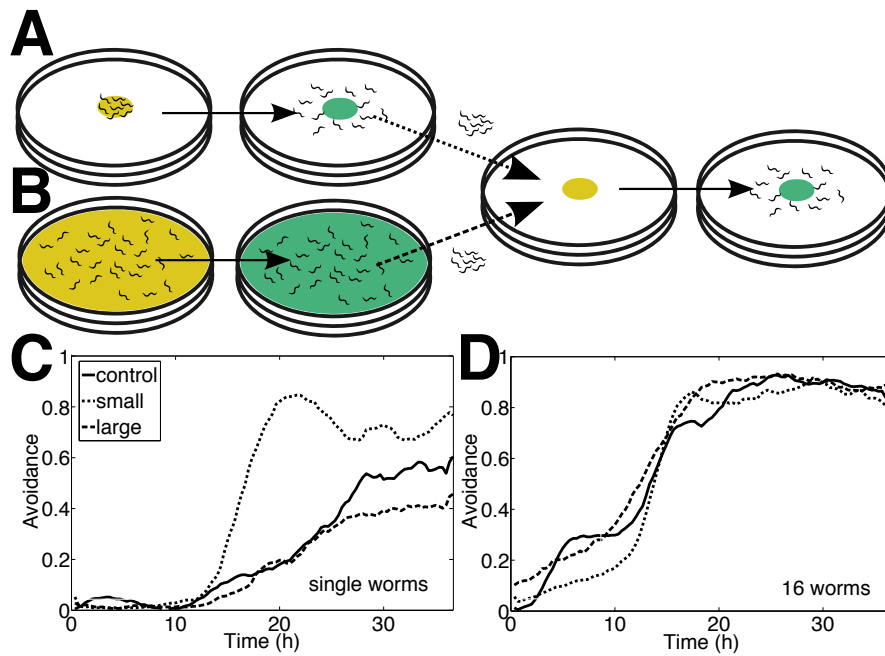 A
B
C
1
0.8
0.6
0.4
0.2
0
Avoidance
control
small
large
single worms
0
10
20
30
Time (h)
D
1
0.8
0.6
0.4
0.2
0
Avoidance
16 worms
0
10
20
30
Time (h)